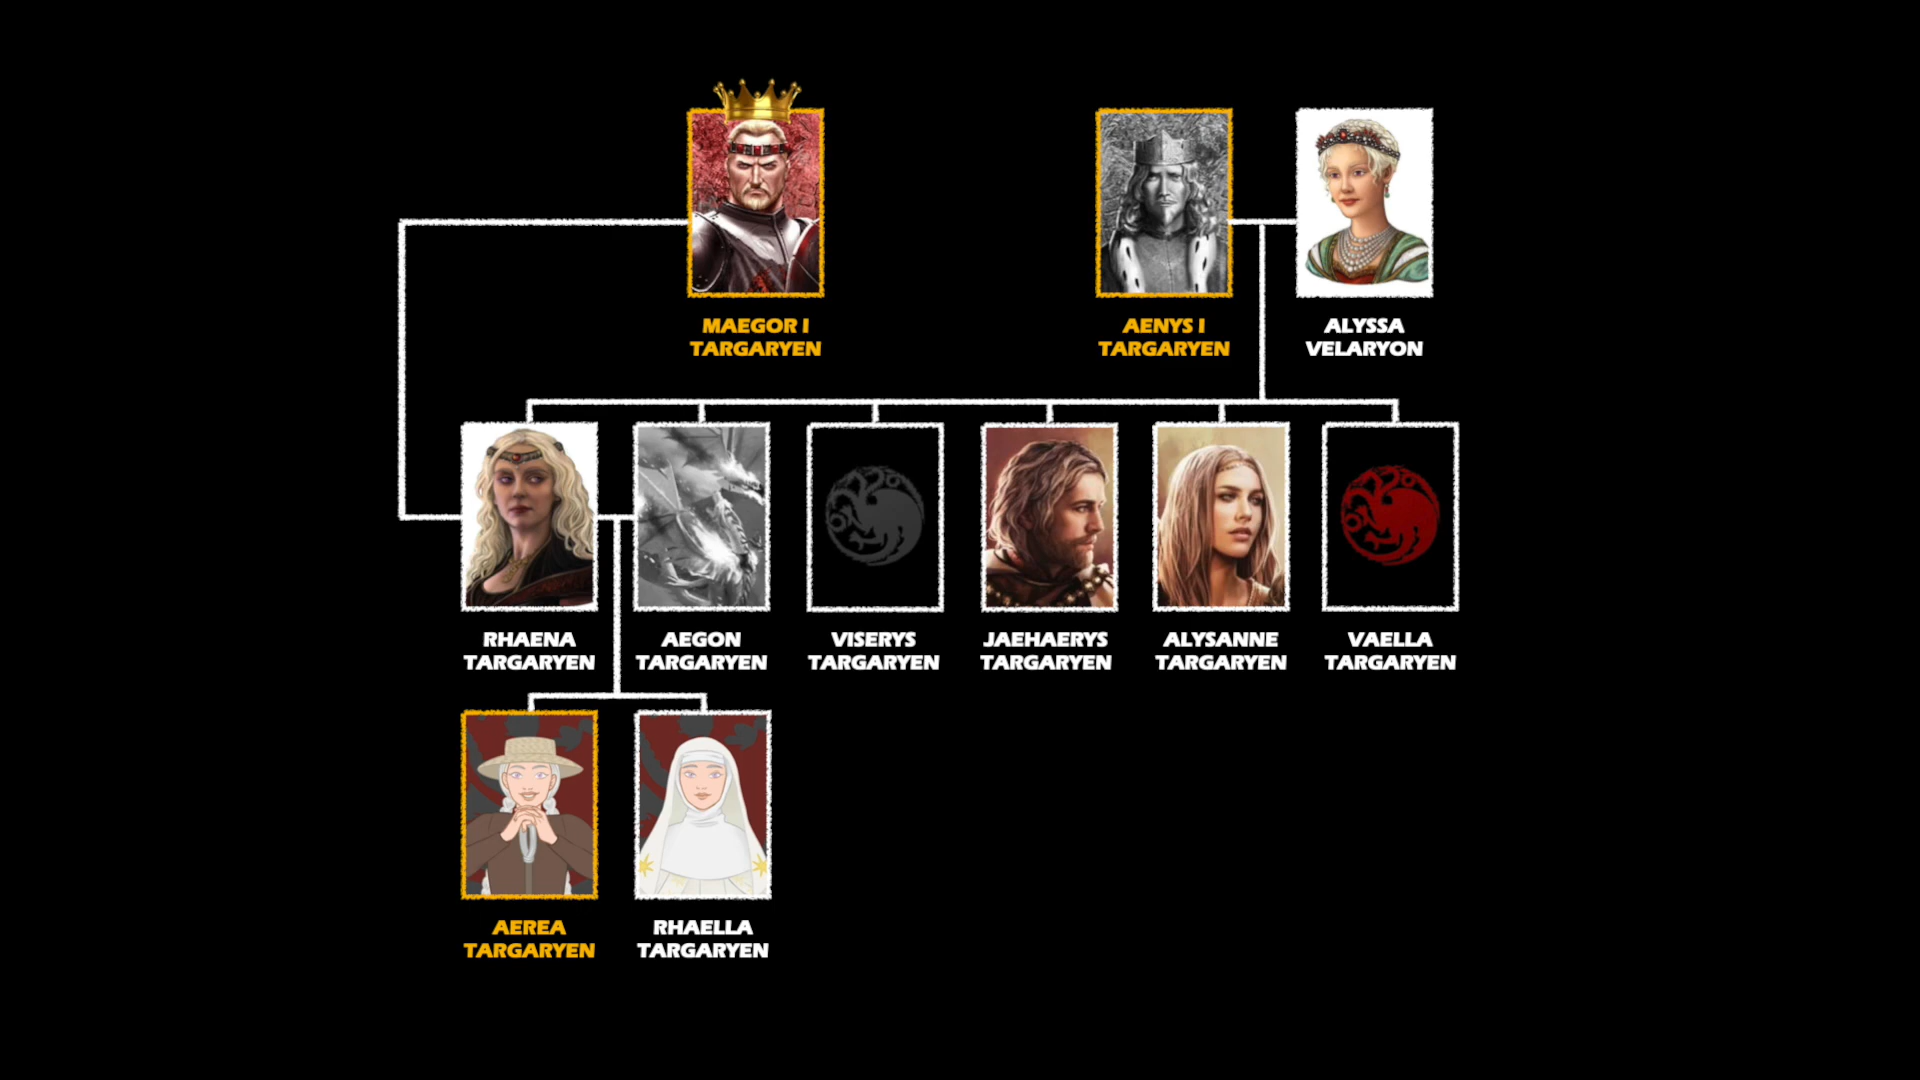 MAEGOR I
TARGARYEN
AENYS I
TARGARYEN
ALYSSA
VELARYON
RHAENA
TARGARYEN
AEGON
TARGARYEN
VISERYS
TARGARYEN
JAEHAERYS
TARGARYEN
ALYSANNE
TARGARYEN
VAELLA
TARGARYEN
AEREA
TARGARYEN
RHAELLA
TARGARYEN